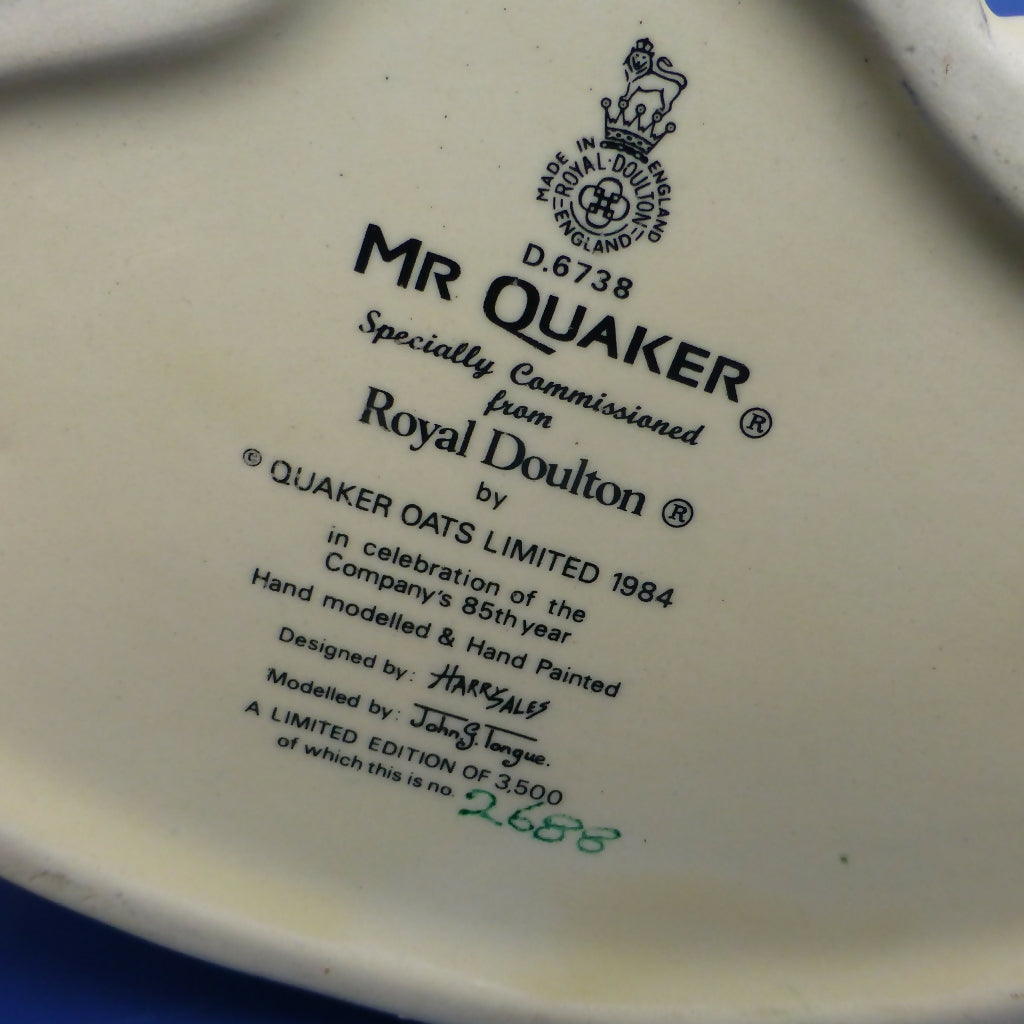 MADE IN ENGLAND
ROYAL·DOULTON
ENGLAND
D.6738
MR QUAKER ®
Specially Commissioned
from
Royal Doulton ®
by
© QUAKER OATS LIMITED 1984
in celebration of the
Company's 85th year
Hand modelled & Hand Painted
Designed by: HARRY SALES
Modelled by: John G. Tongue.
A LIMITED EDITION OF 3,500
of which this is no. 2688